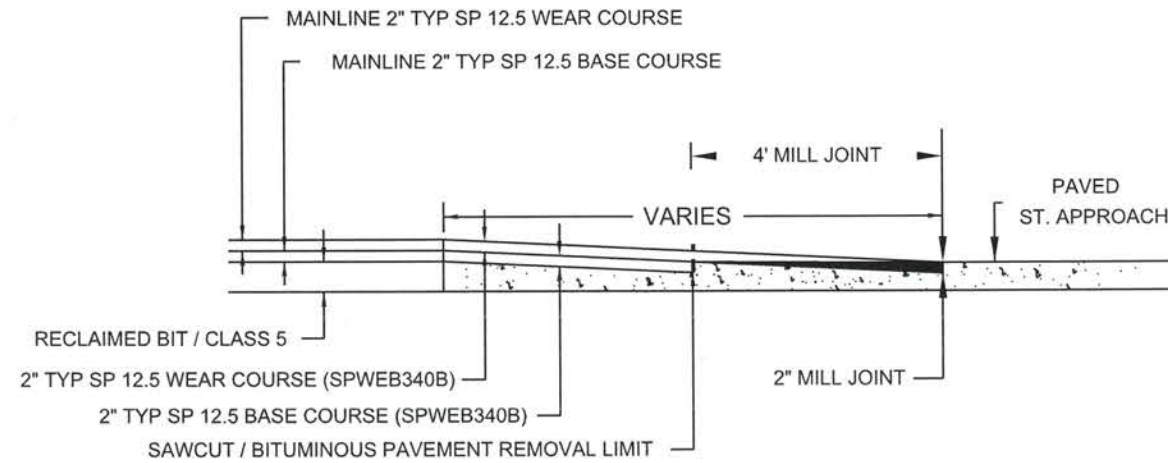 MAINLINE 2" TYP SP 12.5 WEAR COURSE
MAINLINE 2" TYP SP 12.5 BASE COURSE
4' MILL JOINT
PAVED
ST. APPROACH
VARIES
RECLAIMED BIT / CLASS 5
2" TYP SP 12.5 WEAR COURSE (SPWEB340B)
2" MILL JOINT
2" TYP SP 12.5 BASE COURSE (SPWEB340B)
SAWCUT / BITUMINOUS PAVEMENT REMOVAL LIMIT